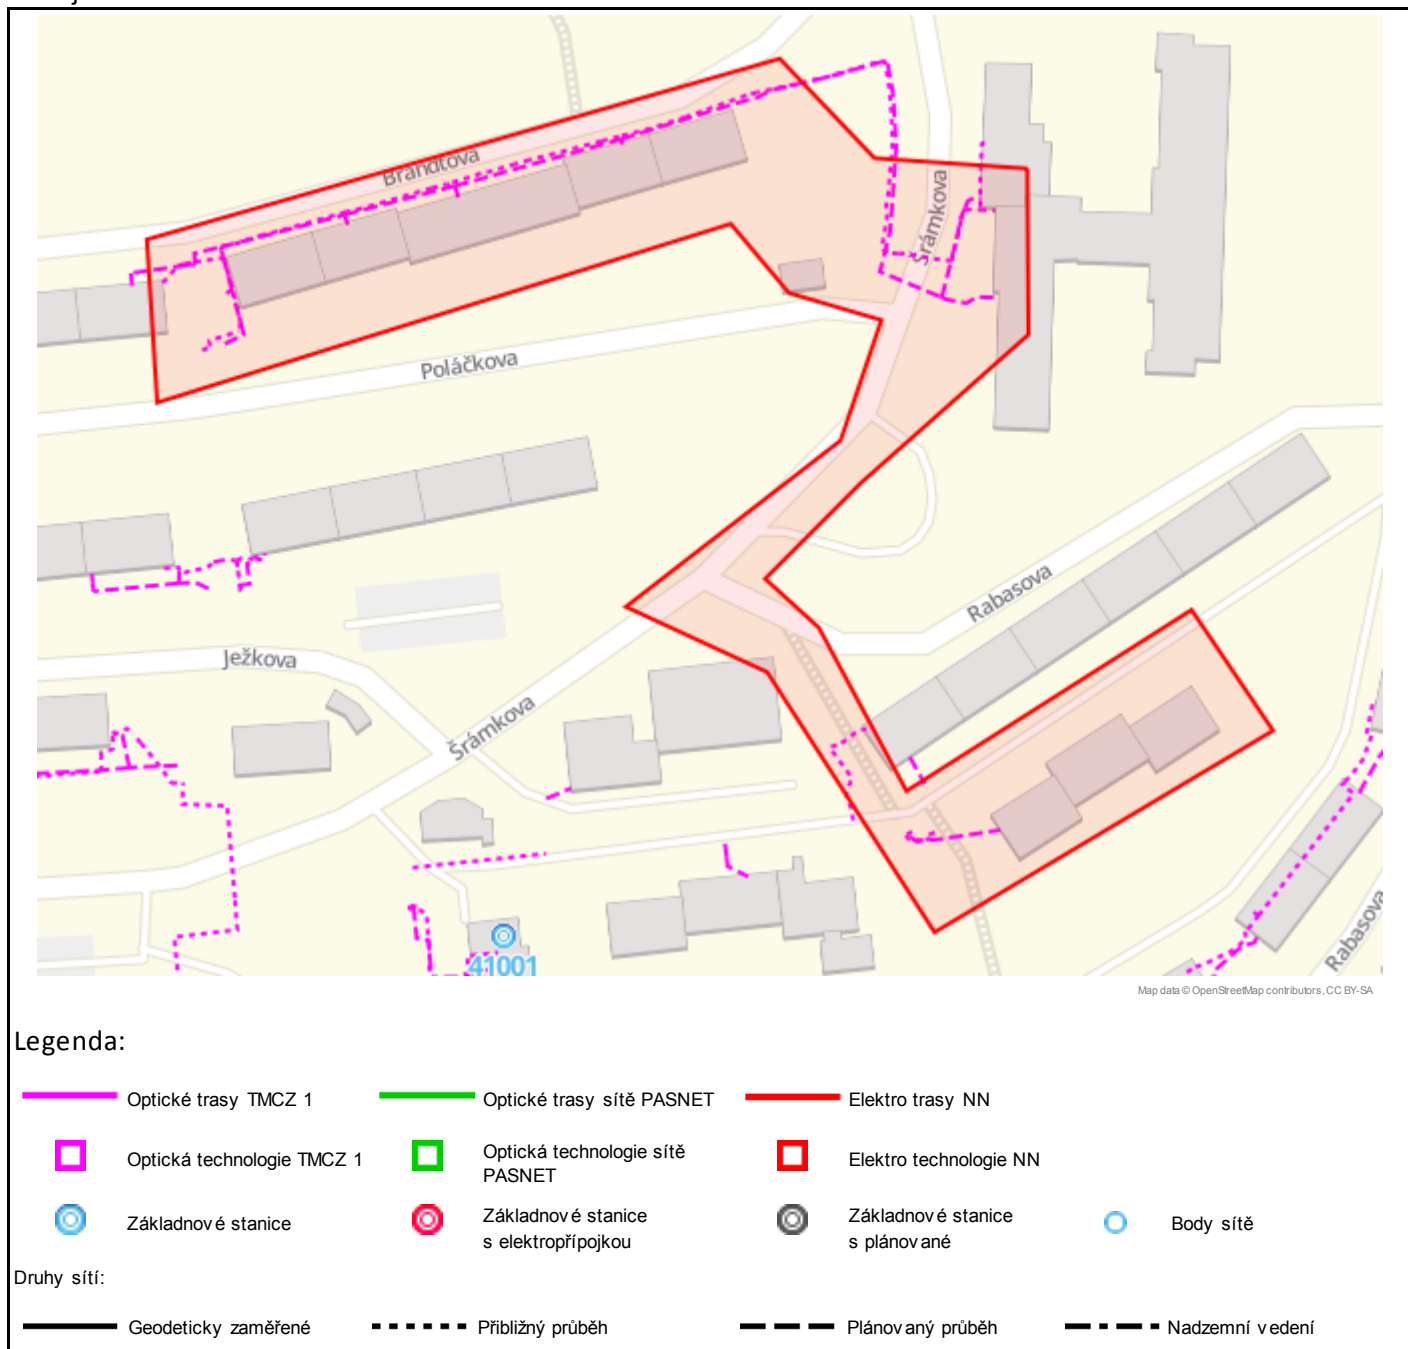 Brandtova
Šrámkova
Poláčkova
Rabasova
Ježkova
Šrámkova
Rabasova
41001
Map data © OpenStreetMap contributors, CC BY-SA
Legenda:
Optické trasy TMCZ 1
Optické trasy sítě PASNET
Elektro trasy NN
Optická technologie TMCZ 1
Optická technologie sítě
PASNET
Elektro technologie NN
Základnové stanice
Základnové stanice
s elektropřípojkou
Základnové stanice
s plánované
Body sítě
Druhy sítí:
Geodeticky zaměřené
Přibližný průběh
Plánovaný průběh
Nadzemní vedení